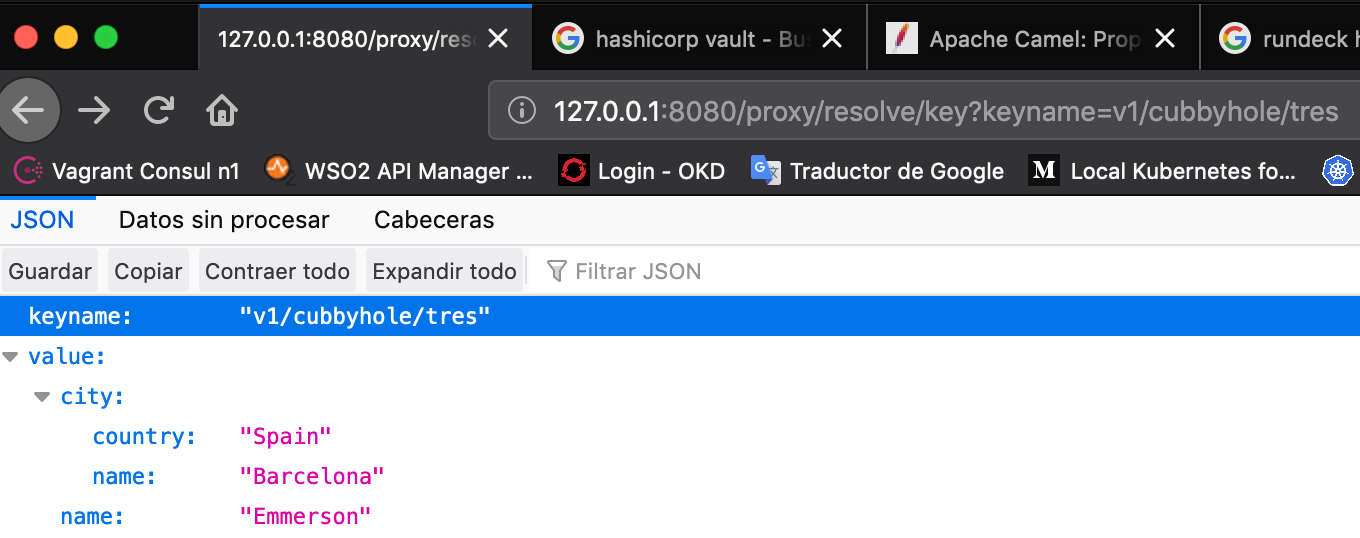 127.0.0.1:8080/proxy/res
hashicorp vault - Bus
Apache Camel: Prop
rundeck h
127.0.0.1:8080/proxy/resolve/key?keyname=v1/cubbyhole/tres
Vagrant Consul n1 WSO2 API Manager ... Login - OKD Traductor de Google M Local Kubernetes fo...
JSON Datos sin procesar Cabeceras
Guardar Copiar Contraer todo Expandir todo Filtrar JSON
keyname: "v1/cubbyhole/tres"
value:
city:
country: "Spain"
name: "Barcelona"
name: "Emmerson"